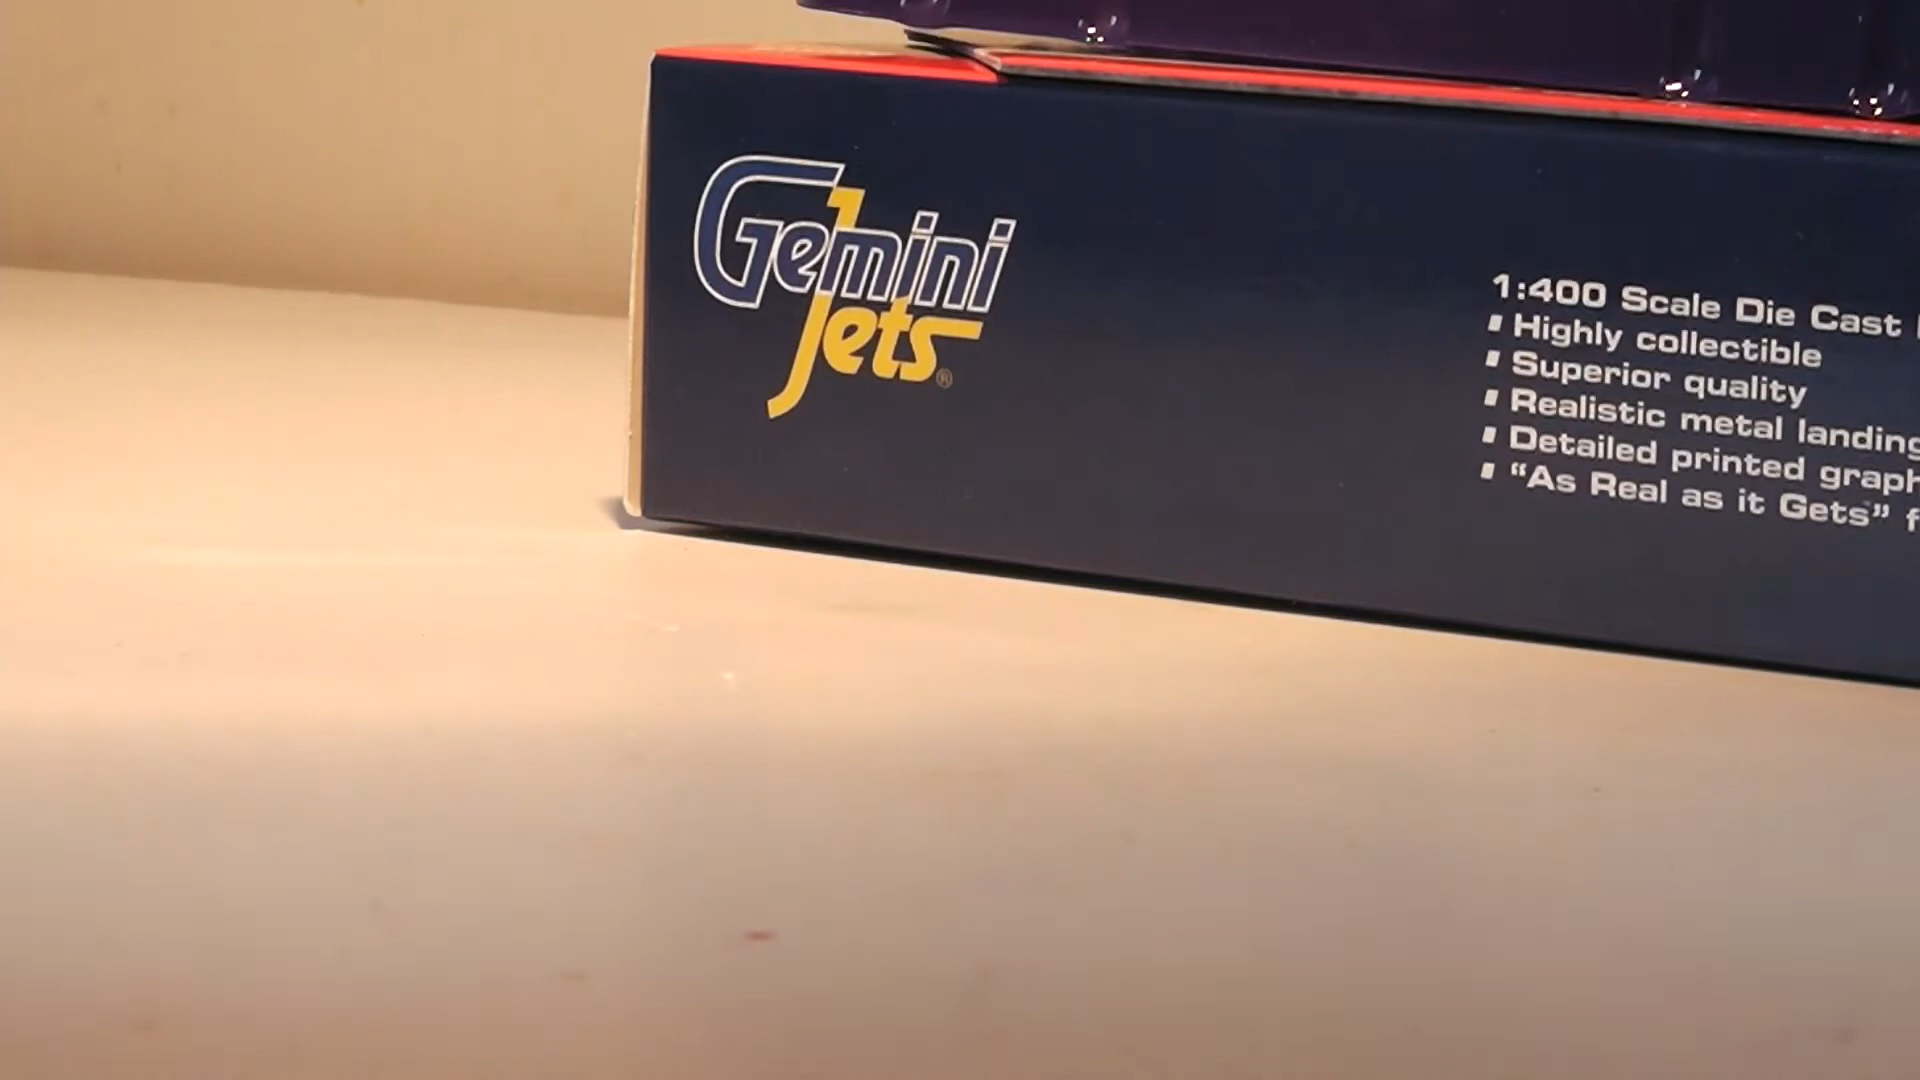 Gemini
Jets®
1:400 Scale Die Cast
Highly collectible
Superior quality
Realistic metal landing
Detailed printed graph
“As Real as it Gets” f